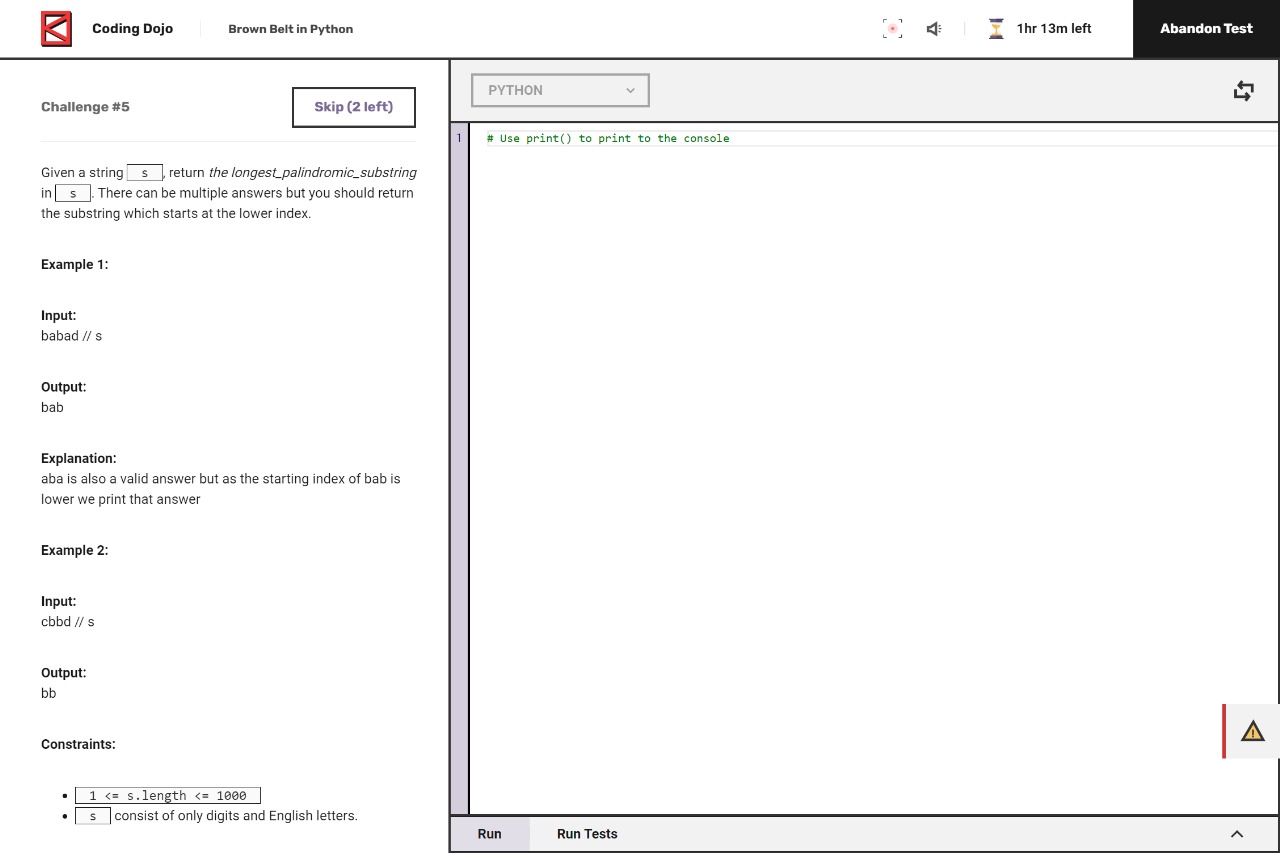 Coding Dojo
Brown Belt in Python
1hr 13m left
Abandon Test
Challenge #5
Skip (2 left)
Given a string s, return the longest_palindromic_substring
in s. There can be multiple answers but you should return
the substring which starts at the lower index.
Example 1:
Input:
babad // s
Output:
bab
Explanation:
aba is also a valid answer but as the starting index of bab is
lower we print that answer
Example 2:
Input:
cbbd // s
Output:
bb
Constraints:
• 1 <= s.length <= 1000
• s consist of only digits and English letters.
PYTHON
1 # Use print() to print to the console
Run
Run Tests